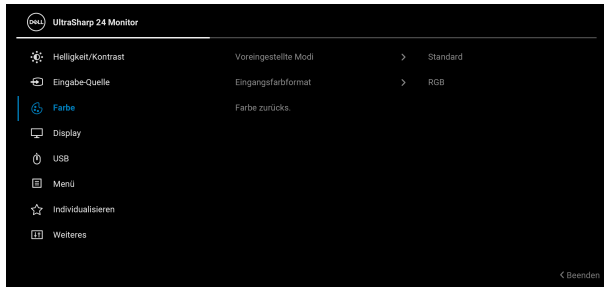 DELL UltraSharp 24 Monitor
Helligkeit/Kontrast Voreingestellte Modi > Standard
Eingabe-Quelle Eingangsfarbformat > RGB
Farbe Farbe zurücks.
Display
USB
Menü
Individualisieren
Weiteres
< Beenden